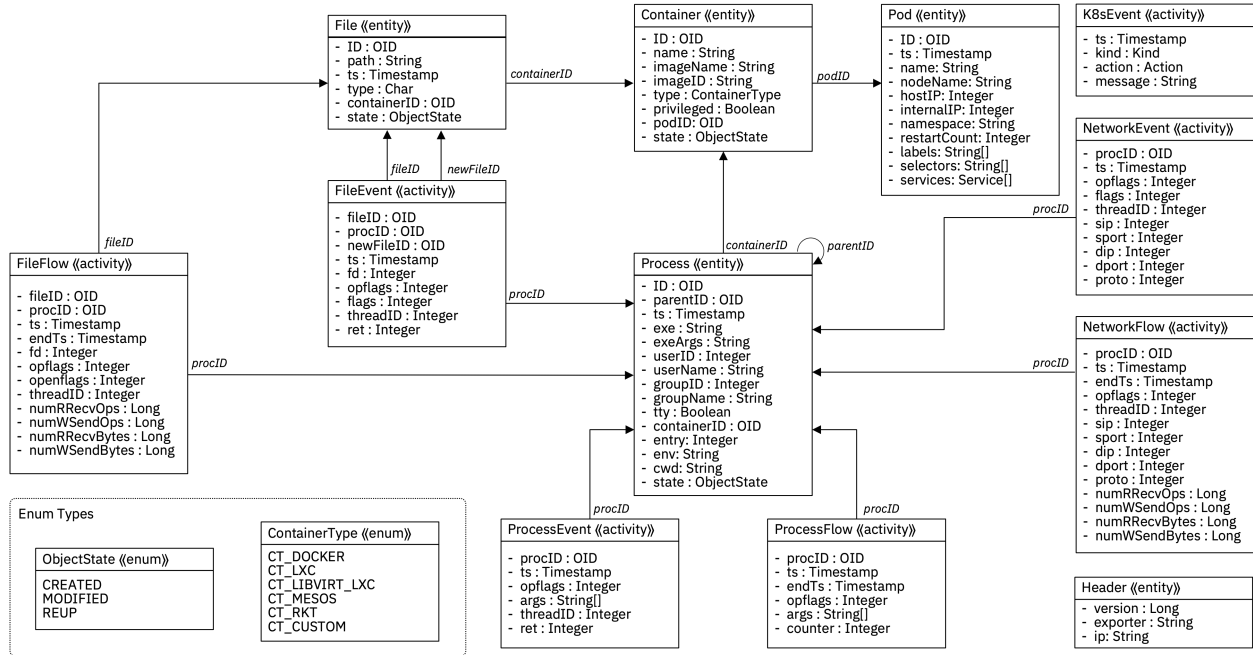 File «entity»
- ID : OID
- path : String
- ts : Timestamp
- type : Char
- containerID : OID
- state : ObjectState
containerID
Container «entity»
- ID : OID
- name : String
- imageName : String
- imageID : String
- type : ContainerType
- privileged : Boolean
- podID: OID
- state : ObjectState
podID
Pod «entity»
- ID : OID
- ts : Timestamp
- name: String
- nodeName: String
- hostIP: Integer
- internalIP: Integer
- namespace: String
- restartCount: Integer
- labels: String[]
- selectors: String[]
- services: Service[]
K8sEvent «activity»
- ts : Timestamp
- kind : Kind
- action : Action
- message : String
fileID
newFileID
FileEvent «activity»
- fileID : OID
- procID : OID
- newFileID : OID
- ts : Timestamp
- fd : Integer
- opflags : Integer
- flags : Integer
- threadID : Integer
- ret : Integer
procID
NetworkEvent «activity»
- procID : OID
- ts : Timestamp
- opflags : Integer
- flags : Integer
- threadID : Integer
- sip : Integer
- sport : Integer
- dip : Integer
- dport : Integer
- proto : Integer
procID
fileID
FileFlow «activity»
- fileID : OID
- procID : OID
- ts : Timestamp
- endTs : Timestamp
- fd : Integer
- opflags : Integer
- openflags : Integer
- threadID : Integer
- numRRecvOps : Long
- numWSendOps : Long
- numRRecvBytes : Long
- numWSendBytes : Long
procID
containerID
parentID
Process «entity»
- ID : OID
- parentID : OID
- ts : Timestamp
- exe : String
- exeArgs : String
- userID : Integer
- userName : String
- groupID : Integer
- groupName : String
- tty : Boolean
- containerID : OID
- entry: Integer
- env: String
- cwd: String
- state : ObjectState
procID
NetworkFlow «activity»
- procID : OID
- ts : Timestamp
- endTs : Timestamp
- opflags : Integer
- threadID : Integer
- sip : Integer
- sport : Integer
- dip : Integer
- dport : Integer
- proto : Integer
- numRRecvOps : Long
- numWSendOps : Long
- numRRecvBytes : Long
- numWSendBytes : Long
Enum Types
ObjectState «enum»
CREATED
MODIFIED
REUP
ContainerType «enum»
CT_DOCKER
CT_LXC
CT_LIBVIRT_LXC
CT_MESOS
CT_RKT
CT_CUSTOM
procID
ProcessEvent «activity»
- procID : OID
- ts : Timestamp
- opflags : Integer
- args : String[]
- threadID : Integer
- ret : Integer
procID
ProcessFlow «activity»
- procID : OID
- ts : Timestamp
- endTs : Timestamp
- opflags : Integer
- args : String[]
- counter : Integer
Header «entity»
- version : Long
- exporter : String
- ip: String